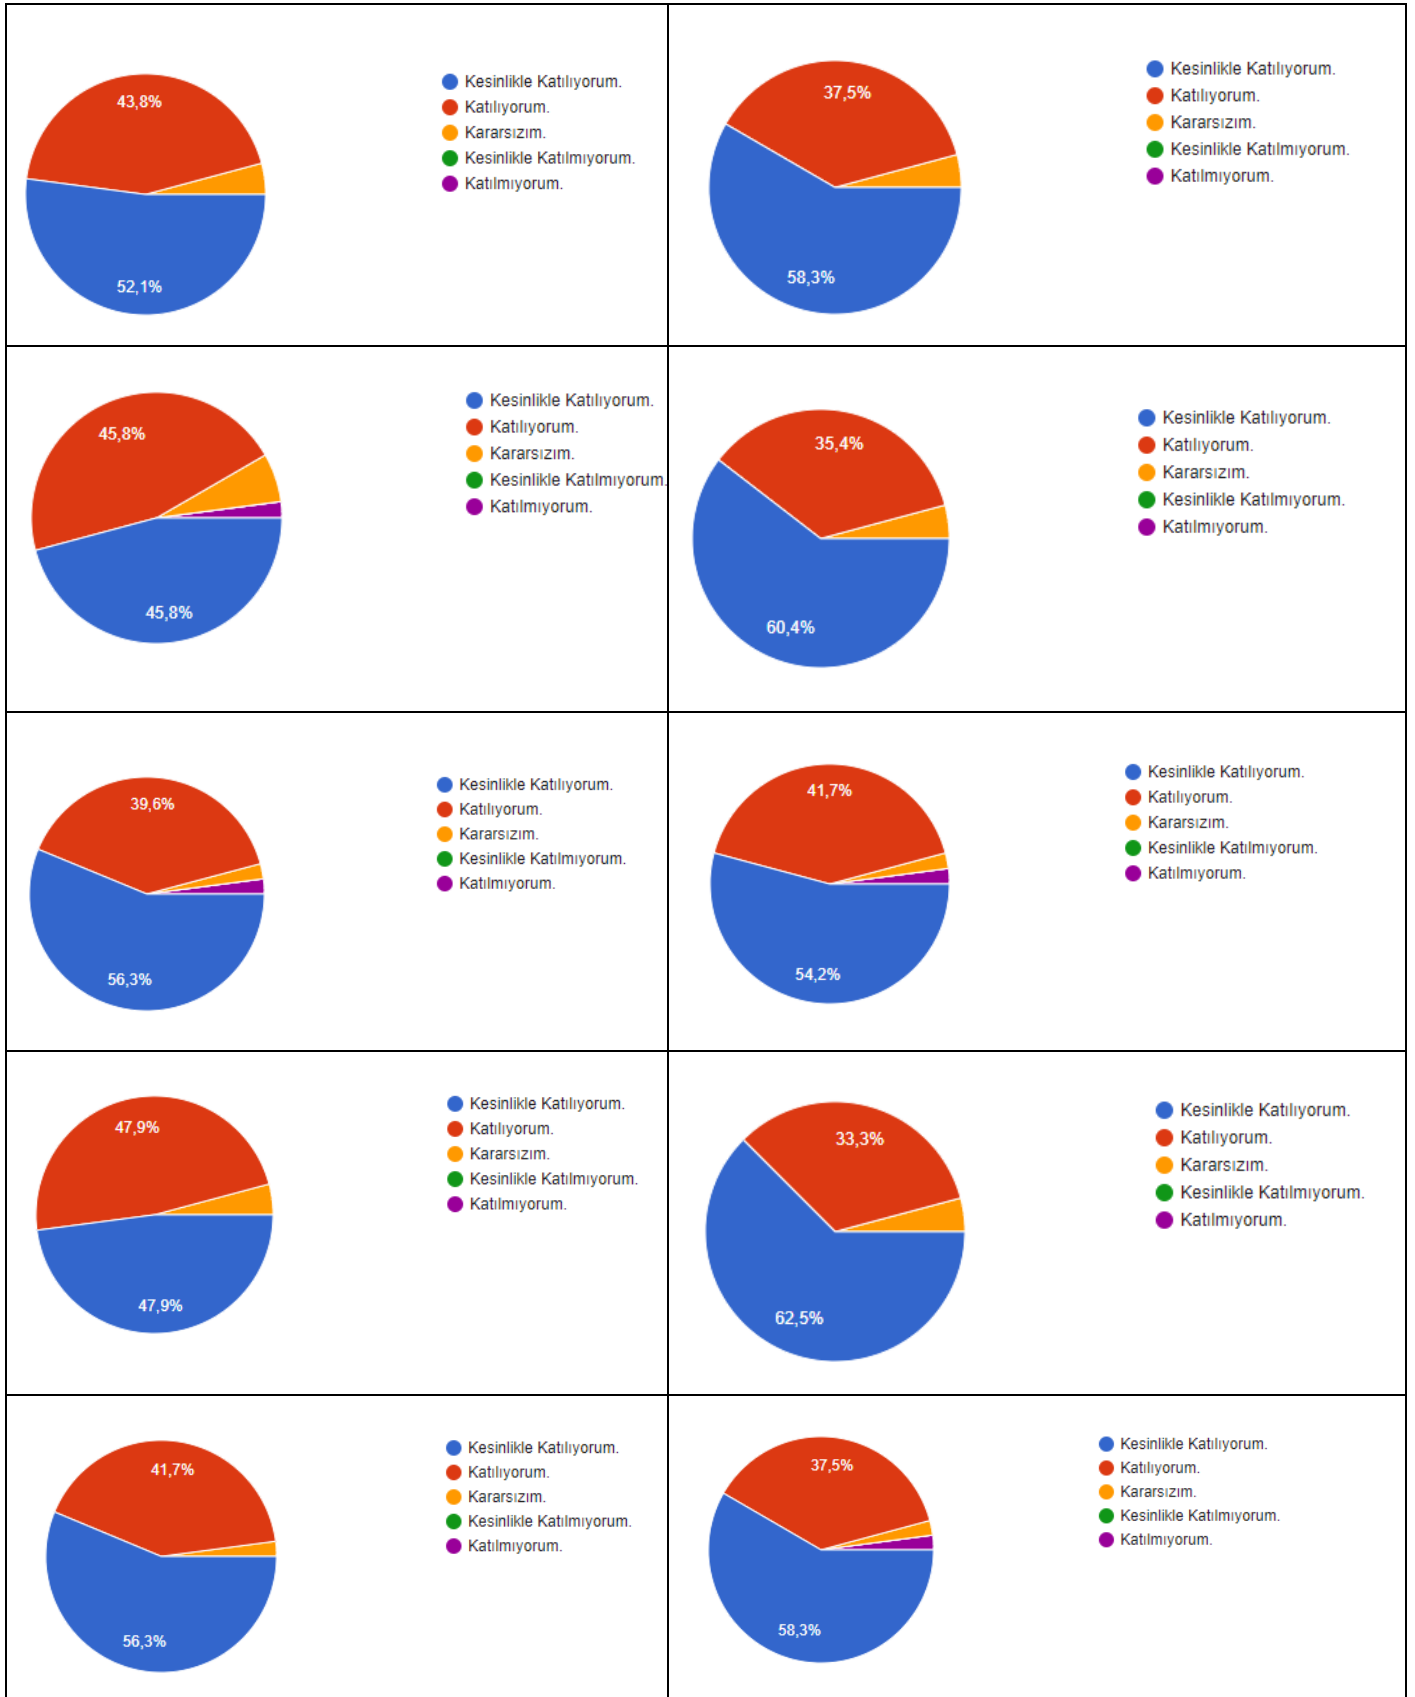 43,8%
52,1%
Kesinlikle Katılıyorum.
Katılıyorum.
Kararsızım.
Kesinlikle Katılmıyorum.
Katılmıyorum.
37,5%
58,3%
Kesinlikle Katılıyorum.
Katılıyorum.
Kararsızım.
Kesinlikle Katılmıyorum.
Katılmıyorum.
45,8%
45,8%
Kesinlikle Katılıyorum.
Katılıyorum.
Kararsızım.
Kesinlikle Katılmıyorum.
Katılmıyorum.
35,4%
60,4%
Kesinlikle Katılıyorum.
Katılıyorum.
Kararsızım.
Kesinlikle Katılmıyorum.
Katılmıyorum.
39,6%
56,3%
Kesinlikle Katılıyorum.
Katılıyorum.
Kararsızım.
Kesinlikle Katılmıyorum.
Katılmıyorum.
41,7%
54,2%
Kesinlikle Katılıyorum.
Katılıyorum.
Kararsızım.
Kesinlikle Katılmıyorum.
Katılmıyorum.
47,9%
47,9%
Kesinlikle Katılıyorum.
Katılıyorum.
Kararsızım.
Kesinlikle Katılmıyorum.
Katılmıyorum.
33,3%
62,5%
Kesinlikle Katılıyorum.
Katılıyorum.
Kararsızım.
Kesinlikle Katılmıyorum.
Katılmıyorum.
41,7%
56,3%
Kesinlikle Katılıyorum.
Katılıyorum.
Kararsızım.
Kesinlikle Katılmıyorum.
Katılmıyorum.
37,5%
58,3%
Kesinlikle Katılıyorum.
Katılıyorum.
Kararsızım.
Kesinlikle Katılmıyorum.
Katılmıyorum.